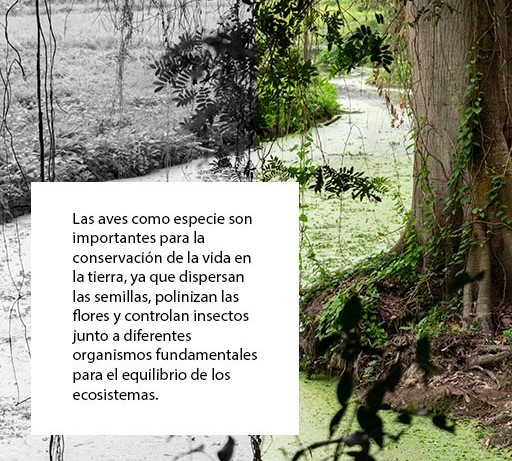 Las aves como especie son
importantes para la
conservación de la vida en
la tierra, ya que dispersan
las semillas, polinizan las
flores y controlan insectos
junto a diferentes
organismos fundamentales
para el equilibrio de los
ecosistemas.